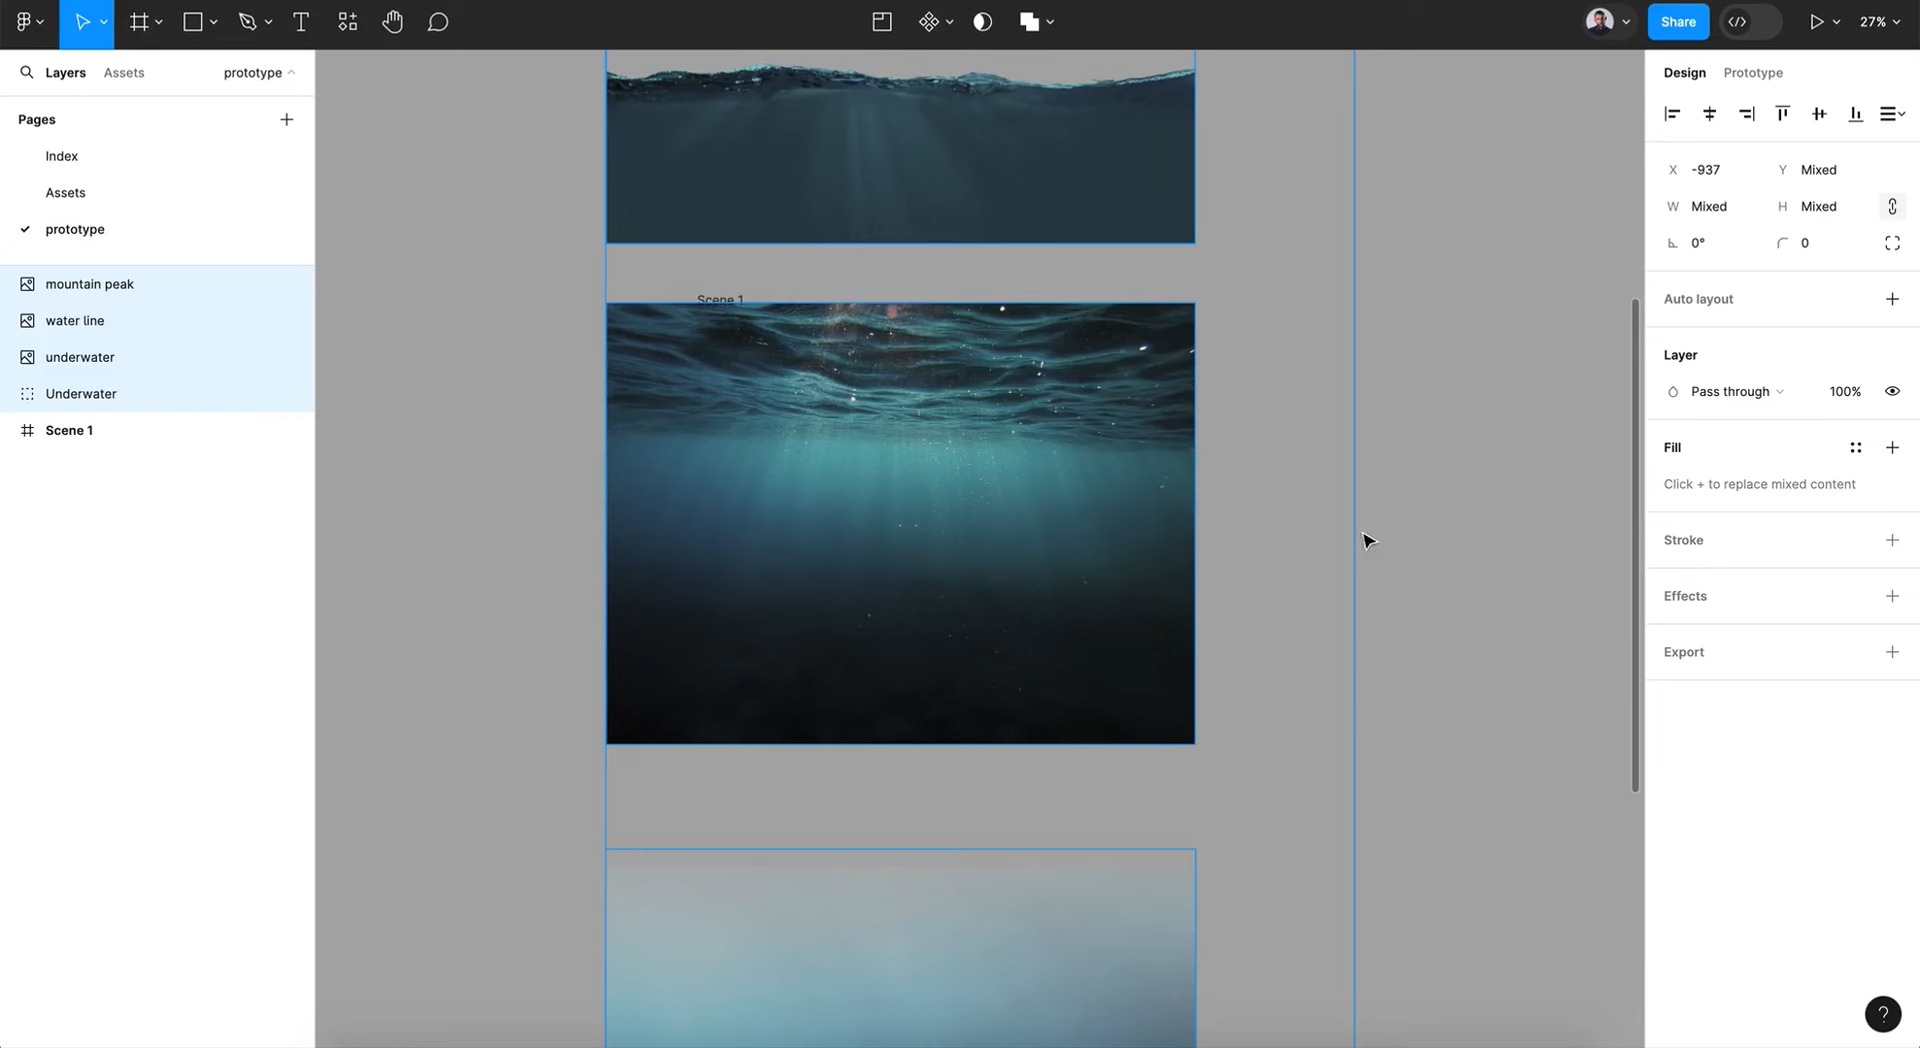 Share
27%
Layers
Assets
prototype
Pages
Index
Assets
prototype
mountain peak
water line
underwater
Underwater
Scene 1
Scene 1
Design
Prototype
X -937
Y Mixed
W Mixed
H Mixed
0°
0
Auto layout
Layer
Pass through
100%
Fill
Click + to replace mixed content
Stroke
Effects
Export
?